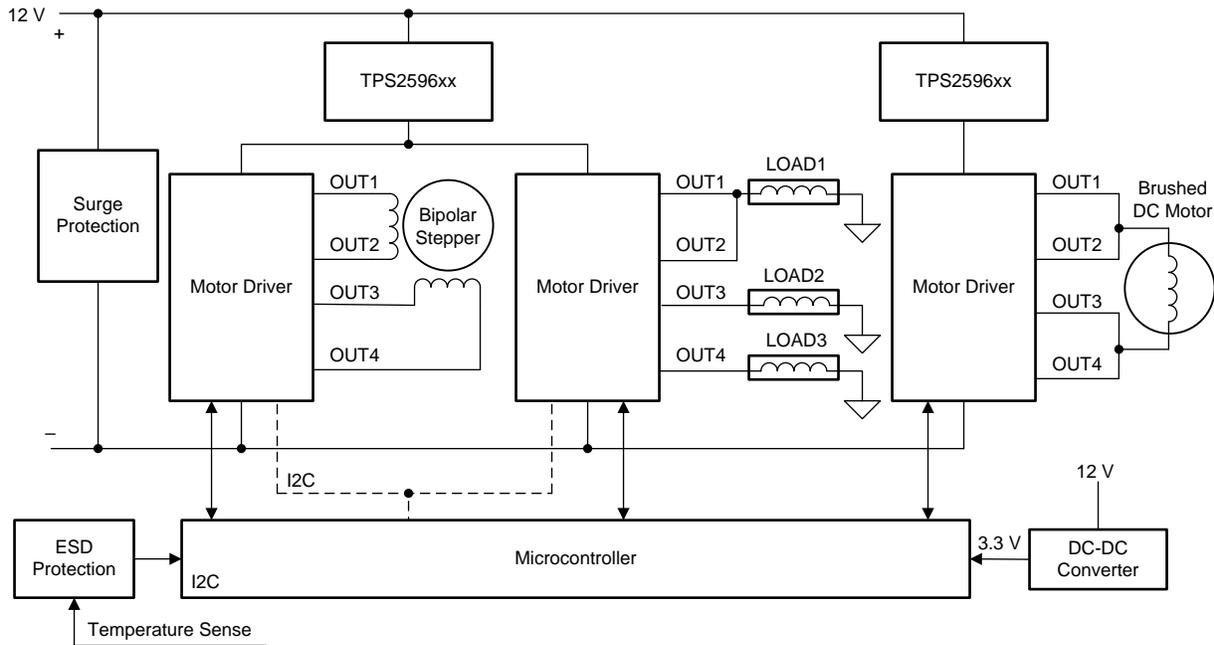 12 V
+
TPS2596xx
TPS2596xx
Surge
Protection
Motor Driver
OUT1
OUT2
OUT3
OUT4
Bipolar
Stepper
Motor Driver
OUT1
OUT2
OUT3
OUT4
LOAD1
LOAD2
LOAD3
Motor Driver
OUT1
OUT2
OUT3
OUT4
Brushed
DC Motor
–
I2C
12 V
ESD
Protection
Microcontroller
I2C
3.3 V
DC-DC
Converter
Temperature Sense